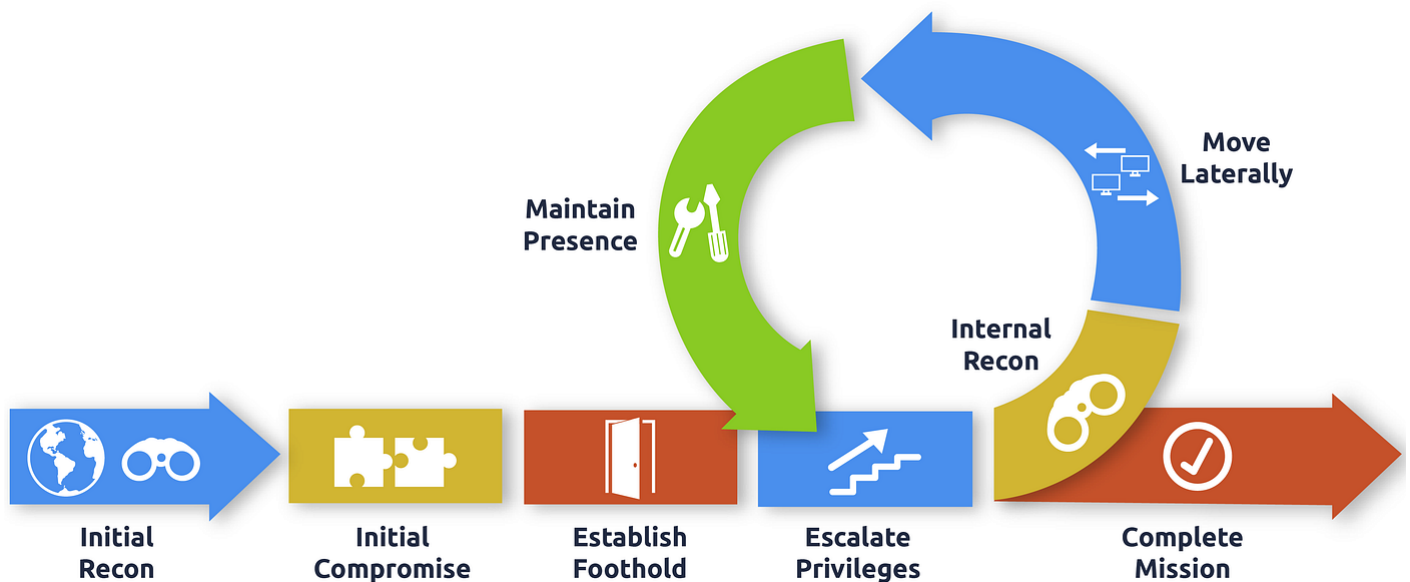 Move
Laterally
Maintain
Presence
Internal
Recon
Initial
Recon
Initial
Compromise
Establish
Foothold
Escalate
Privileges
Complete
Mission